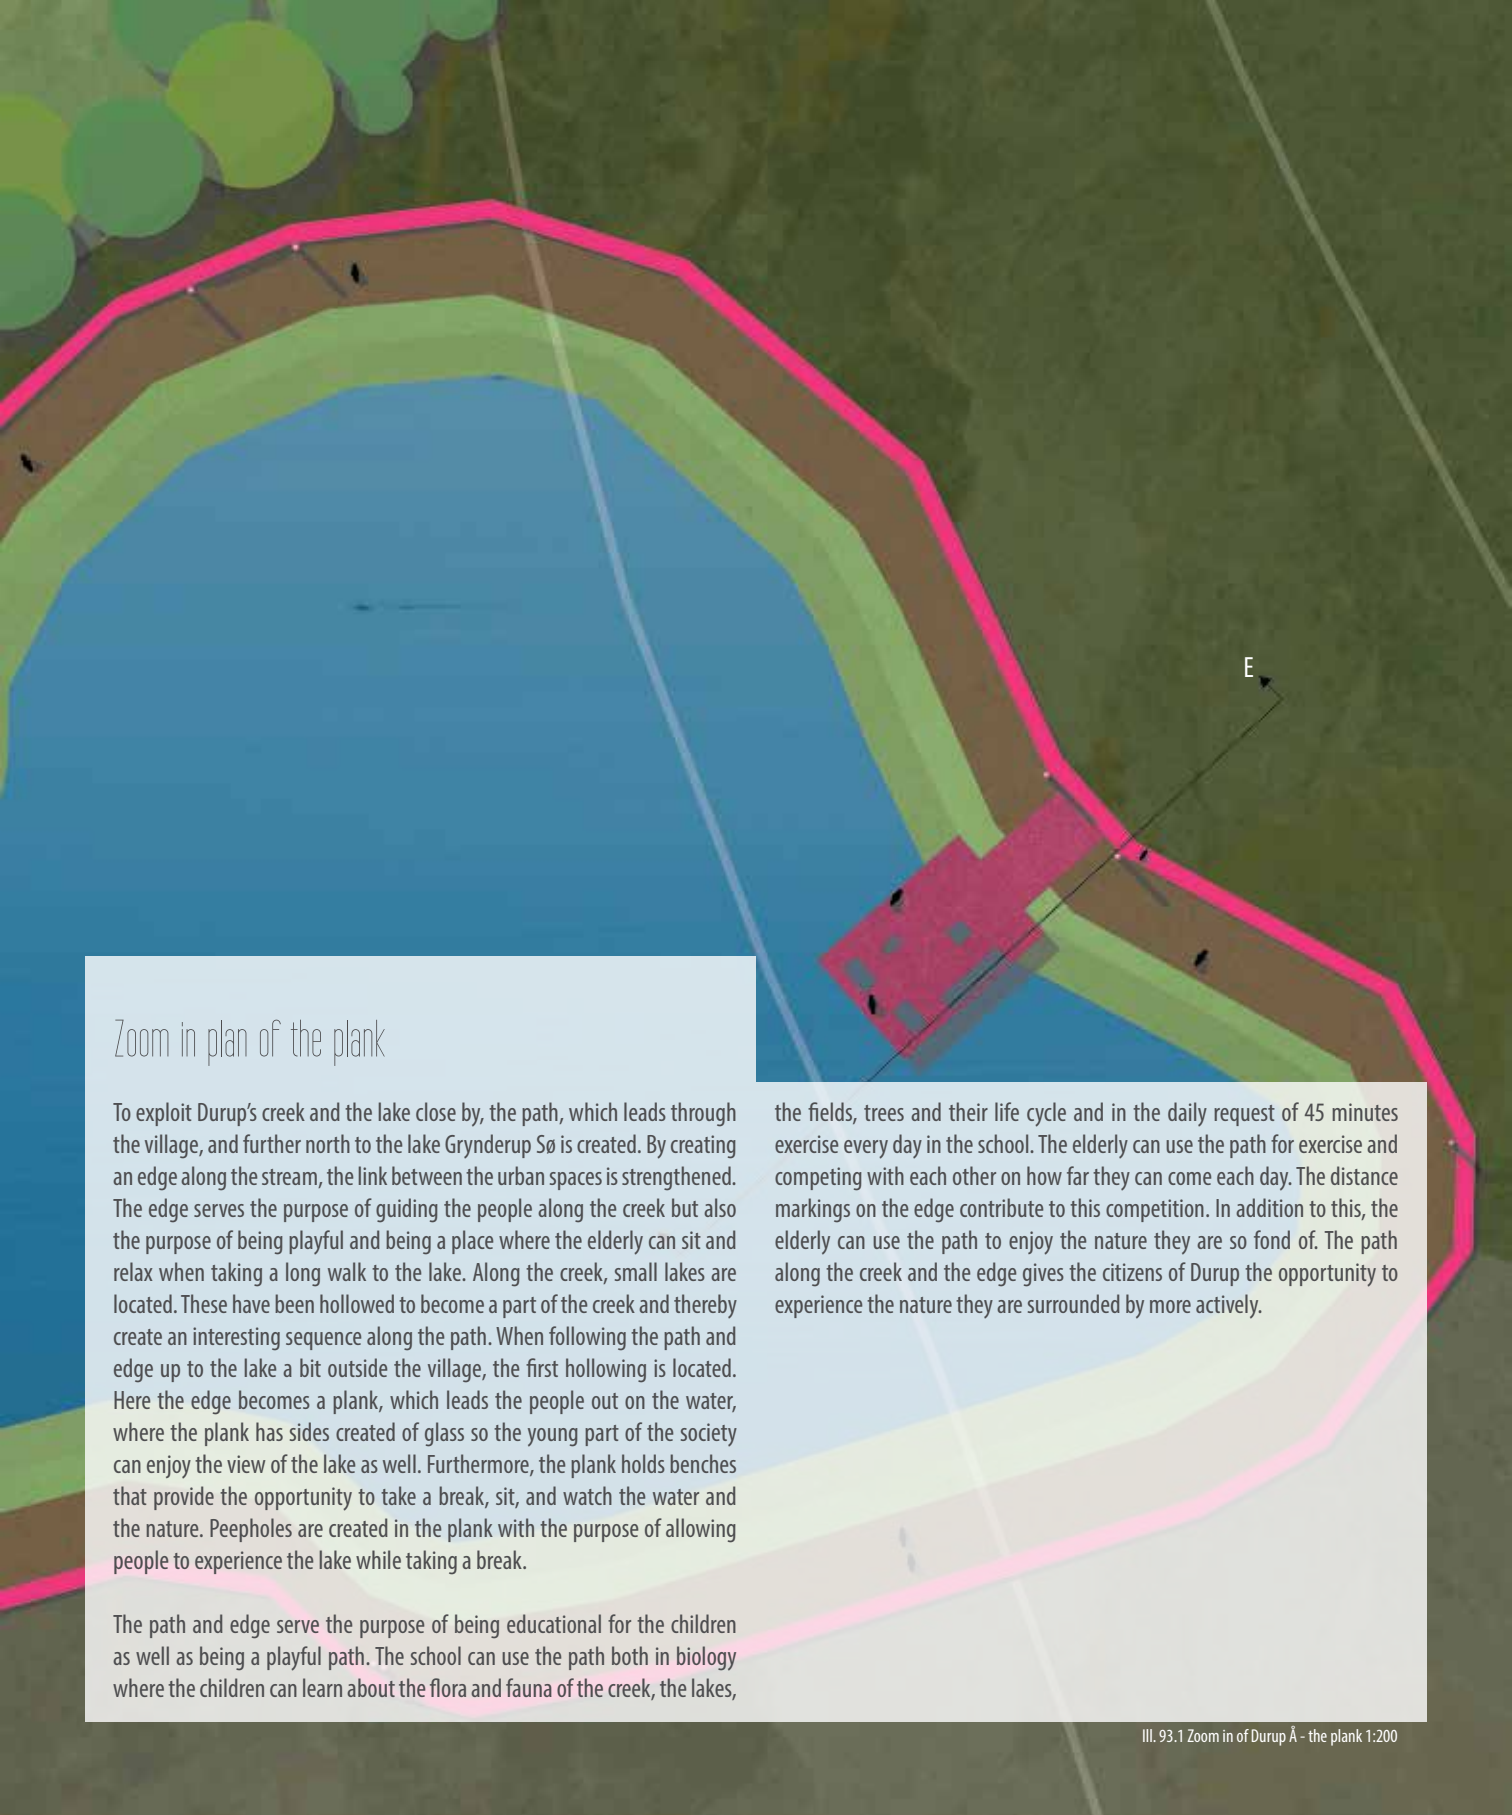 E
Zoom in plan of the plank
To exploit Durup’s creek and the lake close by, the path, which leads through
the village, and further north to the lake Grynderup Sø is created. By creating
an edge along the stream, the link between the urban spaces is strengthened.
The edge serves the purpose of guiding the people along the creek but also
the purpose of being playful and being a place where the elderly can sit and
relax when taking a long walk to the lake. Along the creek, small lakes are
located. These have been hollowed to become a part of the creek and thereby
create an interesting sequence along the path. When following the path and
edge up to the lake a bit outside the village, the first hollowing is located.
Here the edge becomes a plank, which leads the people out on the water,
where the plank has sides created of glass so the young part of the society
can enjoy the view of the lake as well. Furthermore, the plank holds benches
that provide the opportunity to take a break, sit, and watch the water and
the nature. Peepholes are created in the plank with the purpose of allowing
people to experience the lake while taking a break.
The path and edge serve the purpose of being educational for the children
as well as being a playful path. The school can use the path both in biology
where the children can learn about the flora and fauna of the creek, the lakes,
the fields, trees and their life cycle and in the daily request of 45 minutes
exercise every day in the school. The elderly can use the path for exercise and
competing with each other on how far they can come each day. The distance
markings on the edge contribute to this competition. In addition to this, the
elderly can use the path to enjoy the nature they are so fond of. The path
along the creek and the edge gives the citizens of Durup the opportunity to
experience the nature they are surrounded by more actively.
Ill. 93.1 Zoom in of Durup Å - the plank 1:200